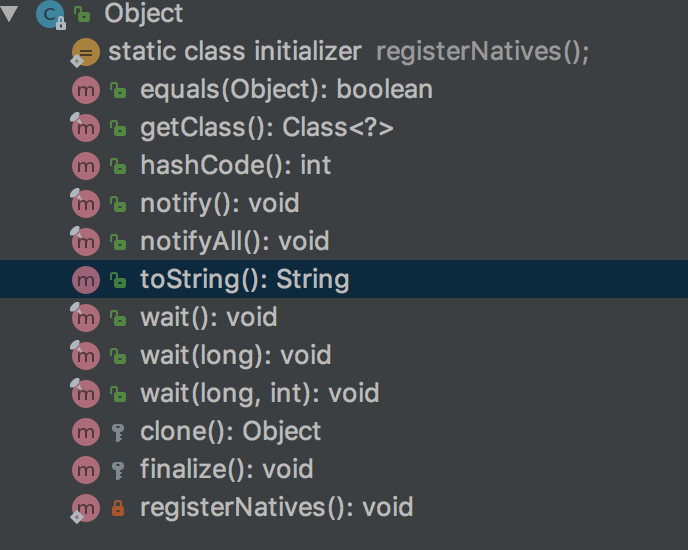 Object
static class initializer registerNatives();
equals(Object): boolean
getClass(): Class<?>
hashCode(): int
notify(): void
notifyAll(): void
toString(): String
wait(): void
wait(long): void
wait(long, int): void
clone(): Object
finalize(): void
registerNatives(): void